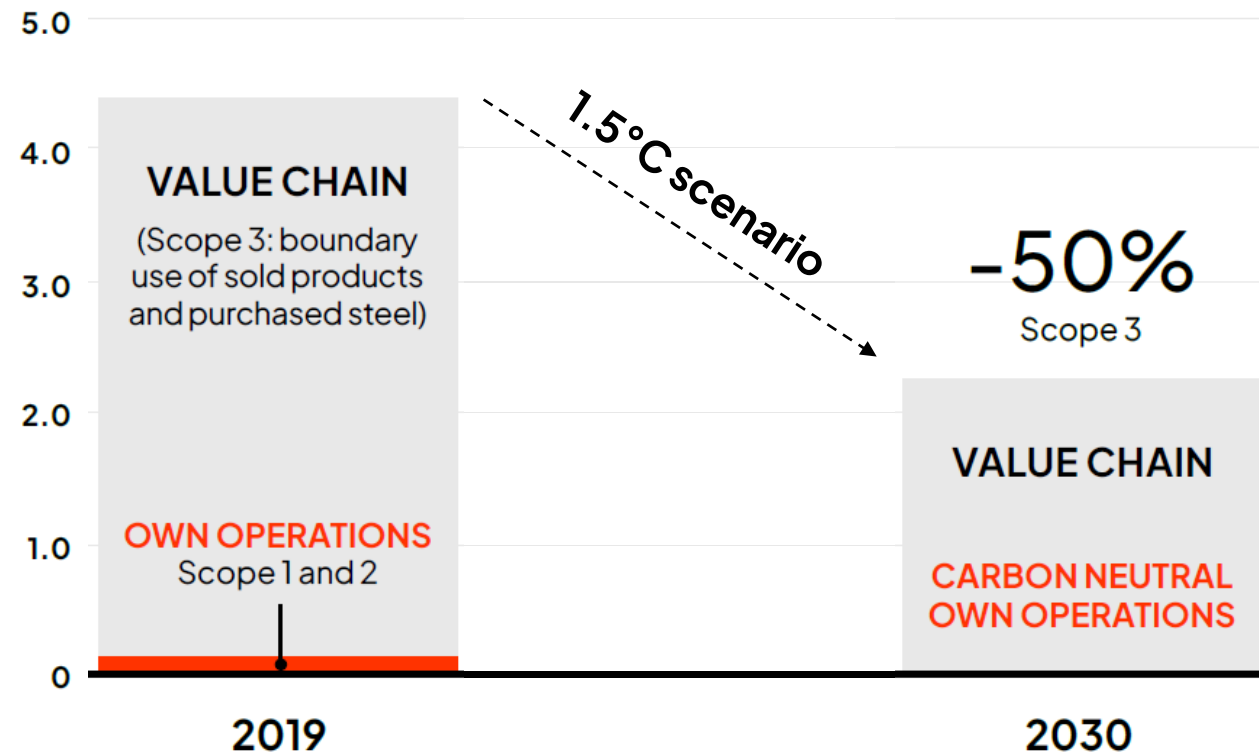 5.0
4.0
3.0
2.0
1.0
0
VALUE CHAIN
(Scope 3: boundary
use of sold products
and purchased steel)
OWN OPERATIONS
Scope 1 and 2
1.5°C scenario
-50%
Scope 3
VALUE CHAIN
CARBON NEUTRAL
OWN OPERATIONS
2019
2030